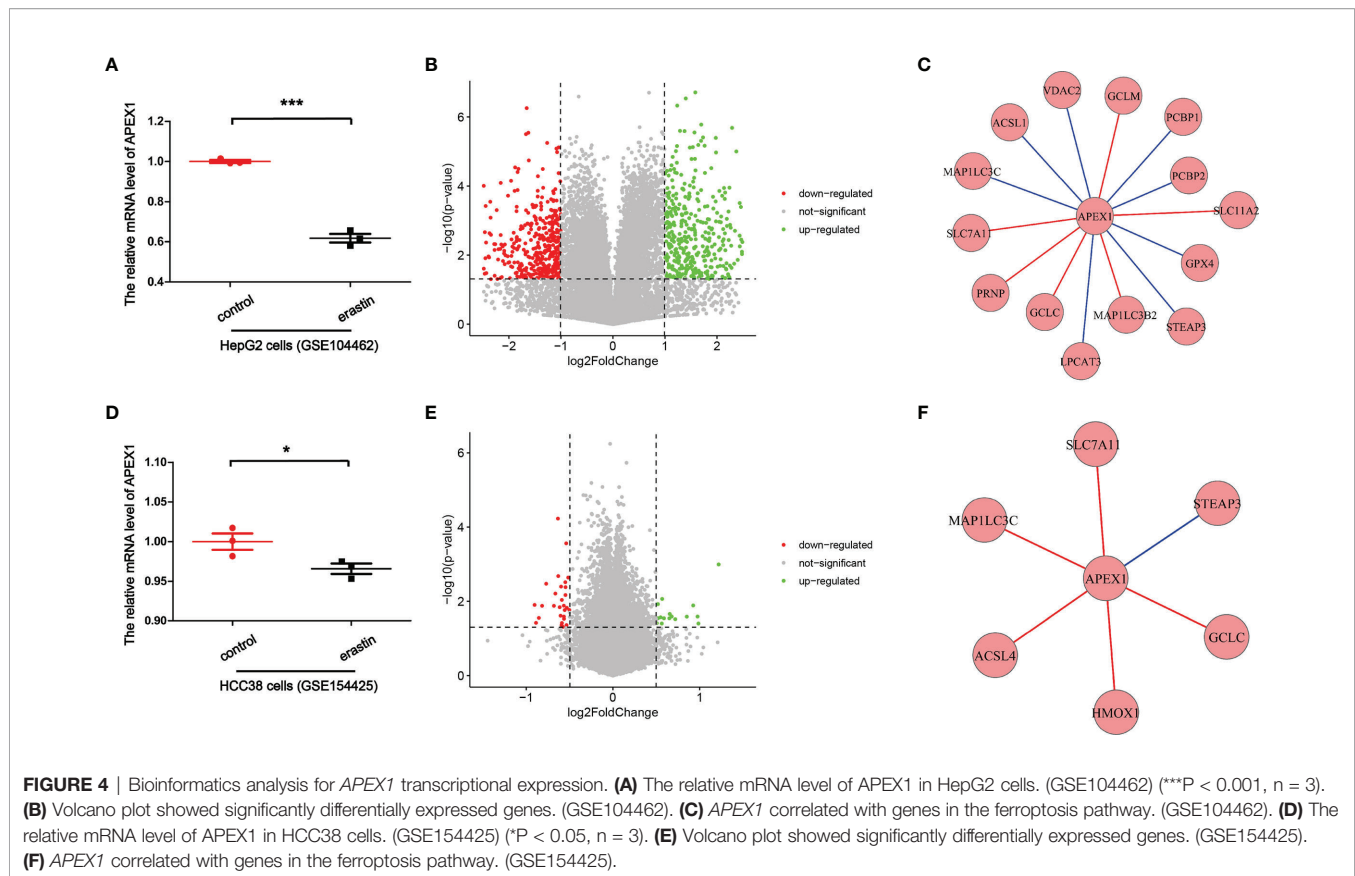 A
***
The relative mRNA level of APEX1
1.2
1.0
0.8
0.6
0.4
control
erastin
HepG2 cells (GSE104462)
B
−log10(p−value)
6
4
2
0
−2
−1
0
1
2
log2FoldChange
down−regulated
not−significant
up−regulated
C
VDAC2
GCLM
ACSL1
PCBP1
MAP1LC3C
PCBP2
APEX1
SLC11A2
SLC7A11
GPX4
PRNP
GCLC
MAP1LC3B2
STEAP3
LPCAT3
D
*
The relative mRNA level of APEX1
1.10
1.05
1.00
0.95
0.90
control
erastin
HCC38 cells (GSE154425)
E
−log10(p−value)
6
4
2
0
−1
0
1
log2FoldChange
down−regulated
not−significant
up−regulated
F
SLC7A11
STEAP3
MAP1LC3C
APEX1
GCLC
ACSL4
HMOX1
FIGURE 4 | Bioinformatics analysis for APEX1 transcriptional expression. (A) The relative mRNA level of APEX1 in HepG2 cells. (GSE104462) (***P < 0.001, n = 3).
(B) Volcano plot showed significantly differentially expressed genes. (GSE104462). (C) APEX1 correlated with genes in the ferroptosis pathway. (GSE104462). (D) The
relative mRNA level of APEX1 in HCC38 cells. (GSE154425) (*P < 0.05, n = 3). (E) Volcano plot showed significantly differentially expressed genes. (GSE154425).
(F) APEX1 correlated with genes in the ferroptosis pathway. (GSE154425).